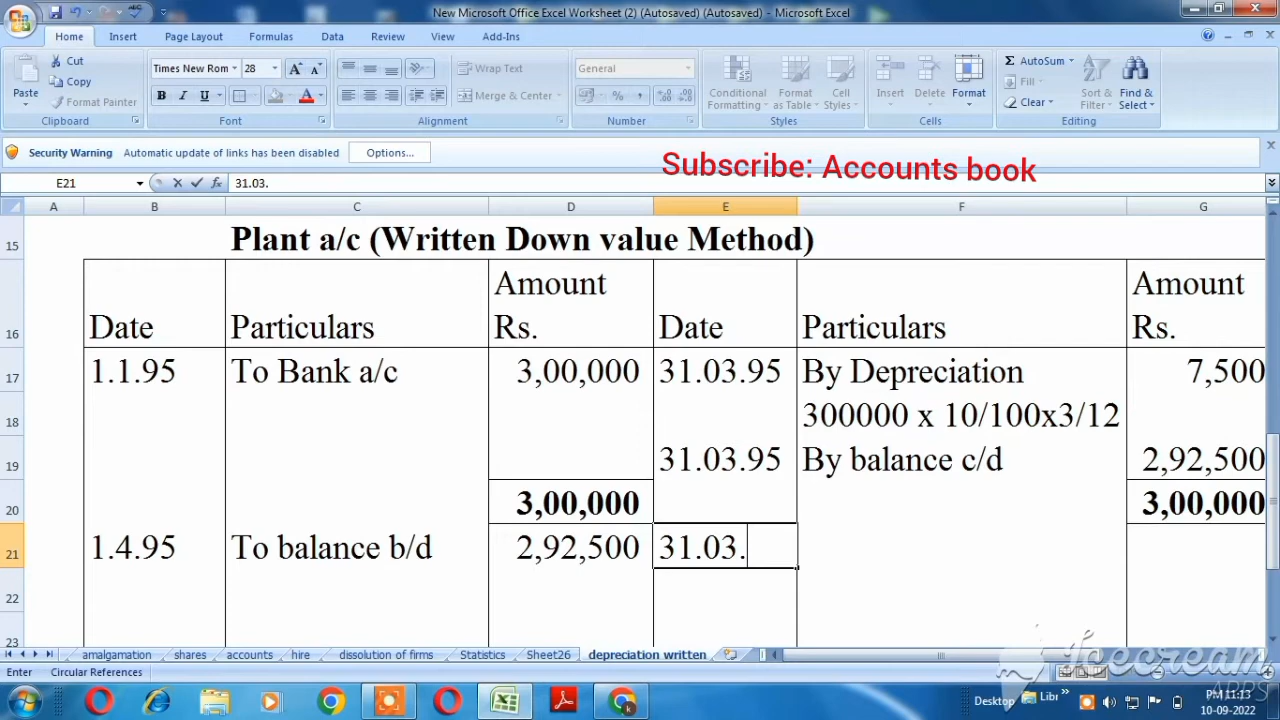 New Microsoft Office Excel Worksheet (2) (Autosaved) (Autosaved) - Microsoft Excel
Home Insert Page Layout Formulas Data Review View Add-Ins
Paste Cut Copy Format Painter Clipboard
Times New Rom 28 A A B I U A Font
Wrap Text Merge & Center Alignment
General % , Number
Conditional Formatting Format as Table Cell Styles Styles
Insert Delete Format Cells
Σ AutoSum Fill Clear Sort & Filter Find & Select Editing
Security Warning Automatic update of links has been disabled Options...
Subscribe: Accounts book
E21 fx 31.03.
A B C D E F G
15 Plant a/c (Written Down value Method)
Amount Amount
16 Date Particulars Rs. Date Particulars Rs.
17 1.1.95 To Bank a/c 3,00,000 31.03.95 By Depreciation 7,500
18 300000 x 10/100x3/12
19 31.03.95 By balance c/d 2,92,500
20 3,00,000 3,00,000
21 1.4.95 To balance b/d 2,92,500 31.03.
22
23
amalgamation shares accounts hire dissolution of firms Statistics Sheet26 depreciation written
Enter Circular References
Icecream
APPS
Desktop Libr » PM 11:13
10-09-2022